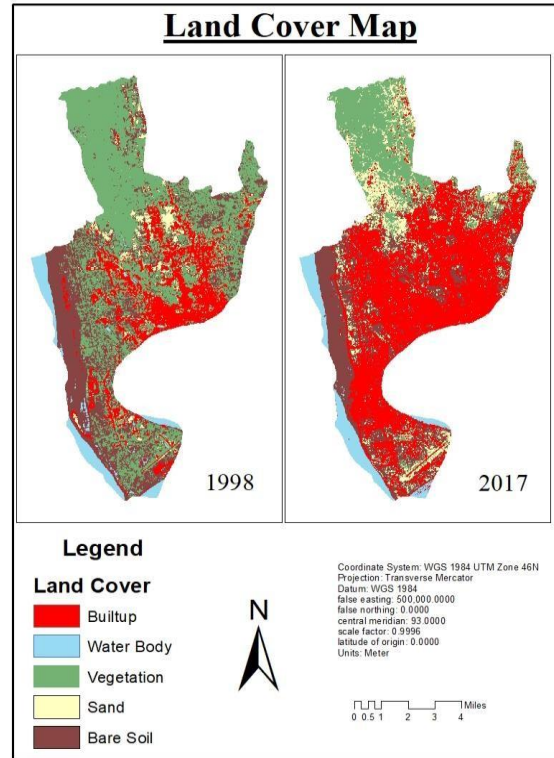 Land Cover Map
1998
2017
Legend
Land Cover
Builtup
Water Body
Vegetation
Sand
Bare Soil
N
Coordinate System: WGS 1984 UTM Zone 46N
Projection: Transverse Mercator
Datum: WGS 1984
false easting: 500,000.0000
false northing: 0.0000
central meridian: 93.0000
scale factor: 0.9996
latitude of origin: 0.0000
Units: Meter
Miles
0 0.5 1 2 3 4